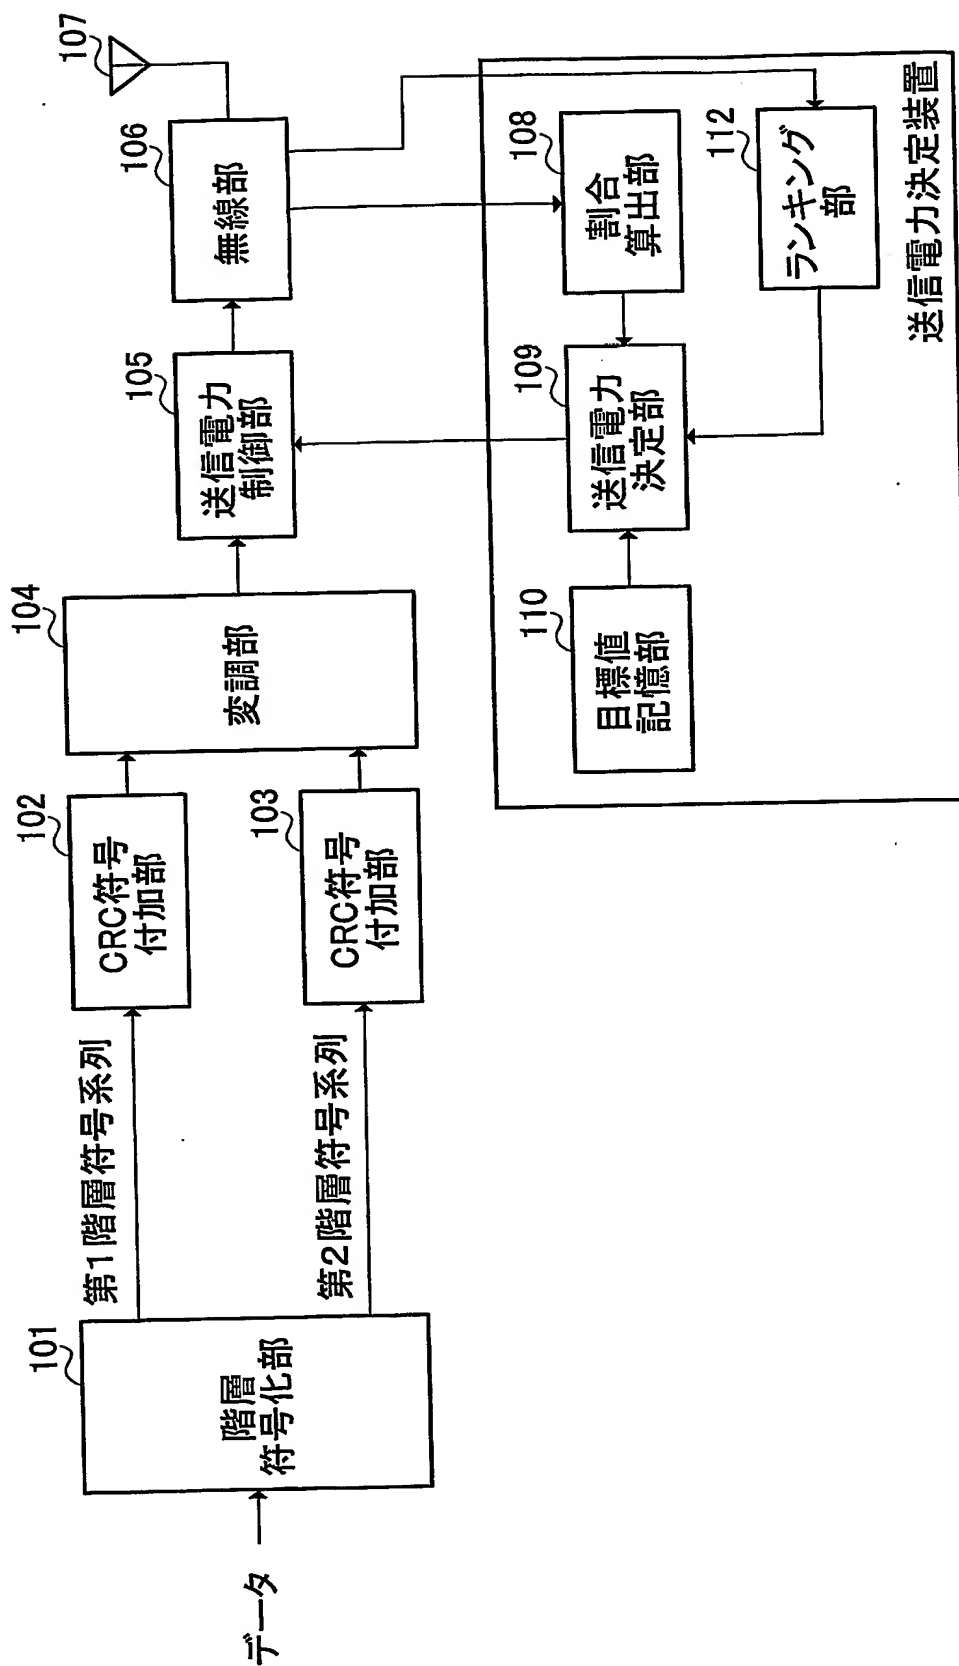 データ
101
階層
符号化部
第1階層符号系列
第2階層符号系列
102
CRC符号
付加部
103
CRC符号
付加部
104
変調部
105
送信電力
制御部
106
無線部
107
108
割合
算出部
109
送信電力
決定部
110
目標値
記憶部
112
ランキング
部
送信電力決定装置